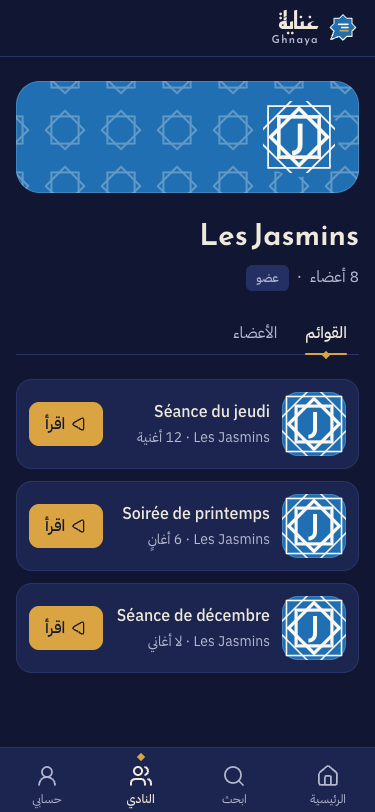 غناية
Ghnaya
J
Les Jasmins
8 أعضاء · عضو
القوائم
الأعضاء
J
Séance du jeudi
Les Jasmins · 12 أغنية
اقرأ
J
Soirée de printemps
Les Jasmins · 6 أغانٍ
اقرأ
J
Séance de décembre
Les Jasmins · لا أغاني
اقرأ
الرئيسية
ابحث
النادي
حسابي